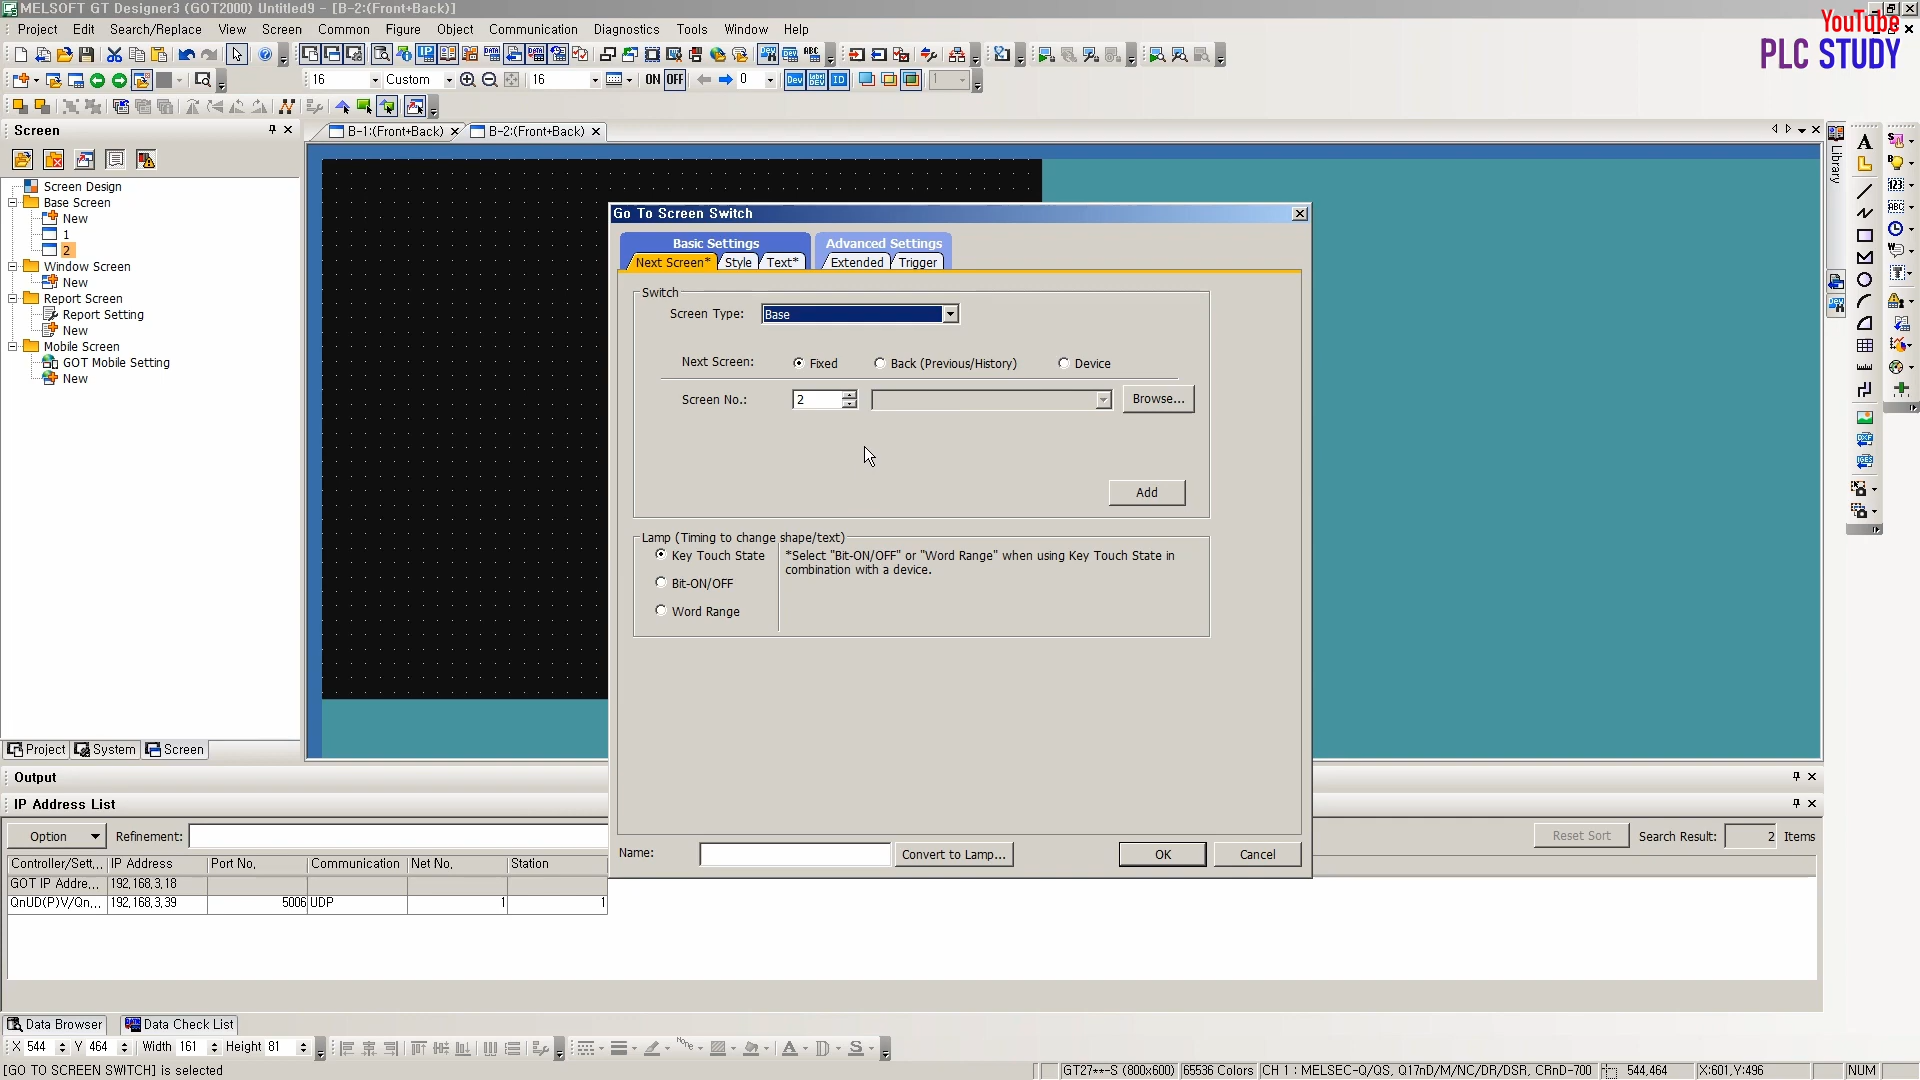 MELSOFT GT Designer3 (GOT2000) Untitled9 - [B-2:(Front+Back)]
YouTube
PLC STUDY
Project Edit Search/Replace View Screen Common Figure Object Communication Diagnostics Tools Window Help
16 Custom 16 ON OFF 0 Dev ID 1
Screen
B-1:(Front+Back) B-2:(Front+Back)
Library
Screen Design
Base Screen
New
1
2
Window Screen
New
Report Screen
Report Setting
New
Mobile Screen
GOT Mobile Setting
New
Go To Screen Switch
Basic Settings Advanced Settings
Next Screen* Style Text* Extended Trigger
Switch
Screen Type: Base
Next Screen: Fixed Back (Previous/History) Device
Screen No.: 2 Browse...
Add
Lamp (Timing to change shape/text)
Key Touch State
Bit-ON/OFF
Word Range
*Select "Bit-ON/OFF" or "Word Range" when using Key Touch State in
combination with a device.
Name: Convert to Lamp... OK Cancel
Project System Screen
Output
IP Address List
Option Refinement: Reset Sort Search Result: 2 Items
Controller/Sett... IP Address Port No. Communication Net No. Station
GOT IP Addre... 192.168.3.18
QnUD(P)V/Qn... 192.168.3.39 5006 UDP 1 1
Data Browser Data Check List
X 544 Y 464 Width 161 Height 81
None
[GO TO SCREEN SWITCH] is selected
GT27**-S (800x600) 65536 Colors CH 1 : MELSEC-Q/QS, Q17nD/M/NC/DR/DSR, CRnD-700 544,464 X:601,Y:496 NUM